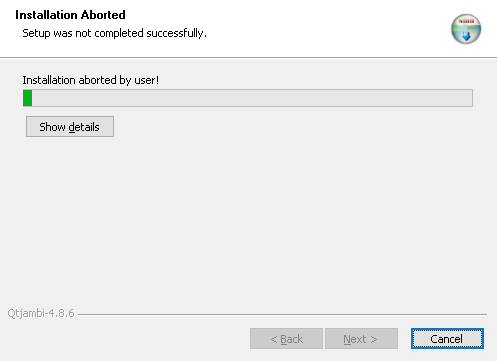 Installation Aborted
Setup was not completed successfully.
Installation aborted by user!
Show details
Qtjambi-4.8.6
< Back
Next >
Cancel